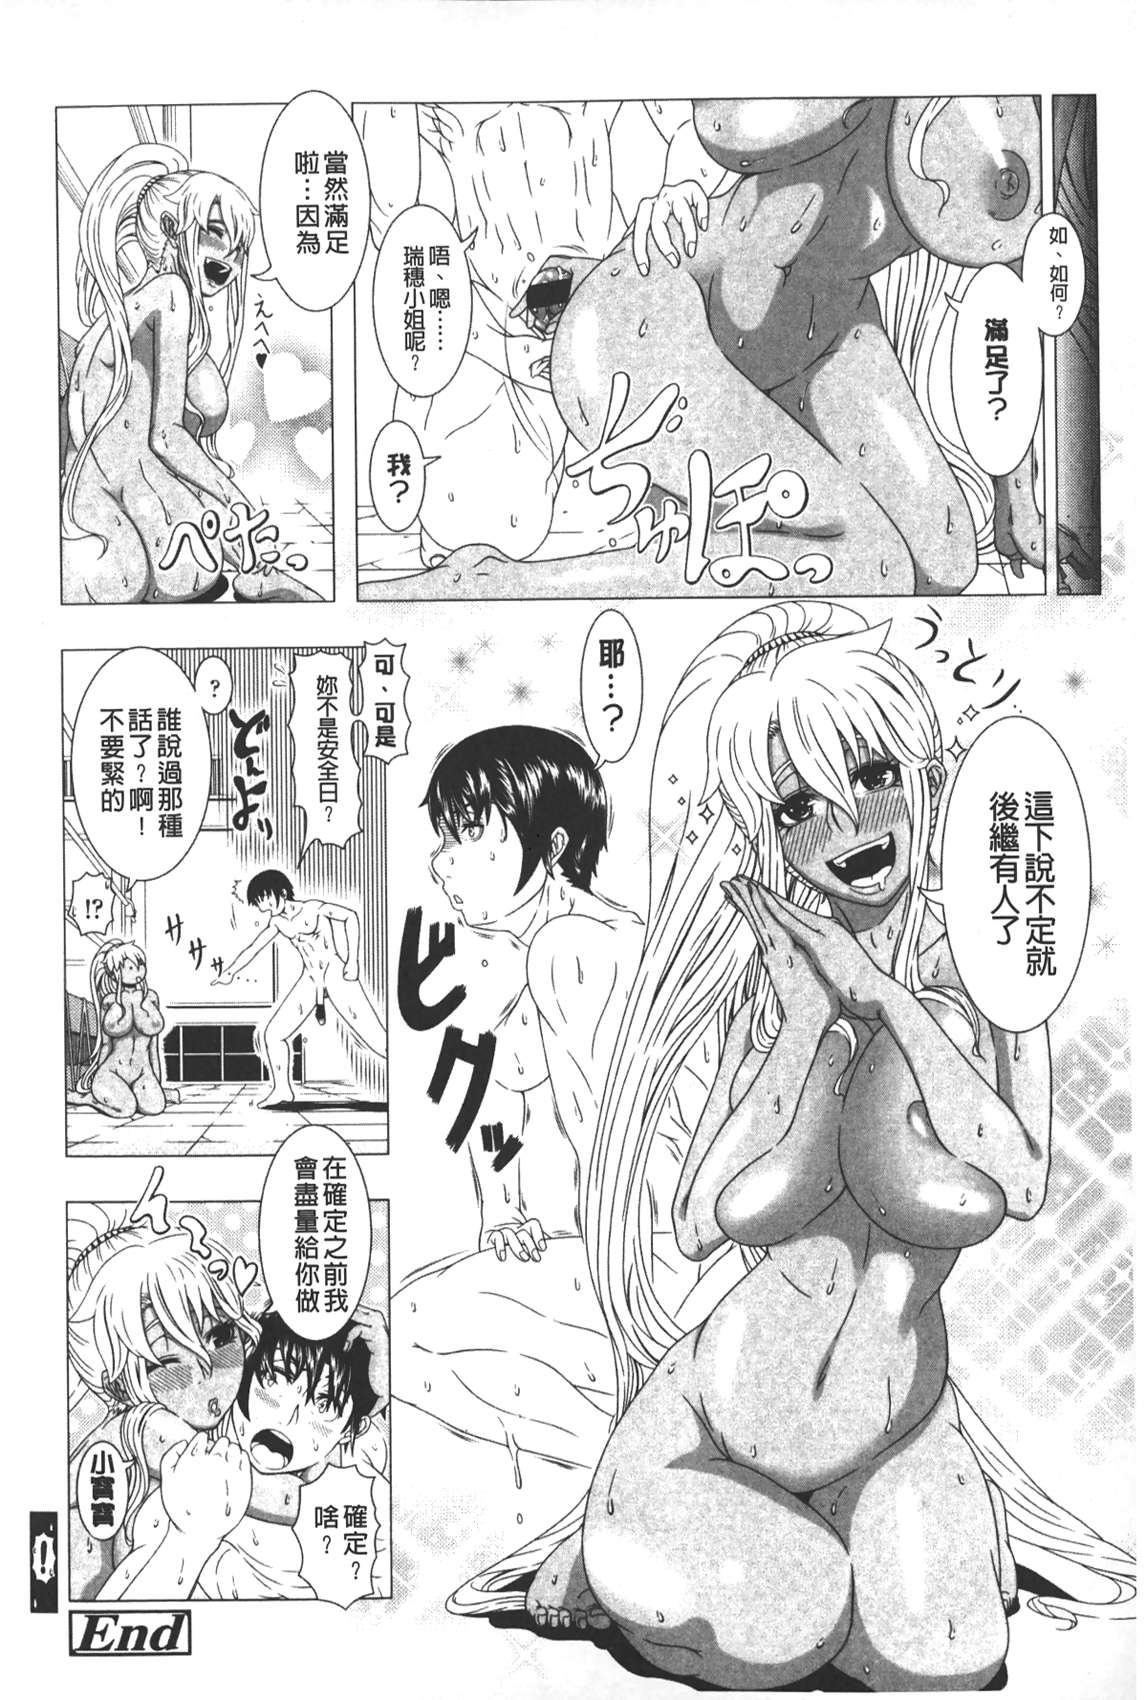 如、如何？
滿足了？
唔、嗯……
瑞穗小姐呢？
我？
ぢゅぽっ
當然滿足
啦…因為
えへへ♥
ぺたっ
うっとり
這下說不定就
後繼有人了
耶…？
ビクッ
可、可是
妳不是安全日？
どんより
？
誰說過那種
話了？啊！
不要緊的
ササササ
!?
在確定之前我
會盡量給你做
んーっ♥
小寶寶
確定？
啥？
！
End